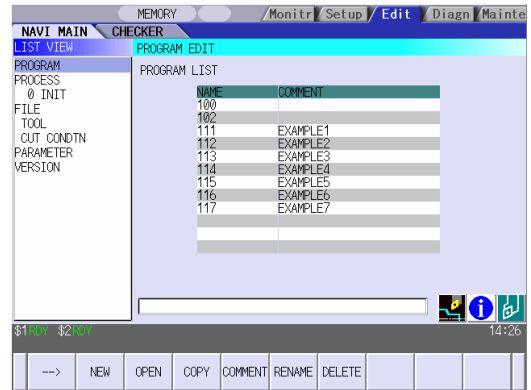 MEMORY Monitr Setup Edit Diagn Mainte
NAVI MAIN CHECKER
LIST VIEW PROGRAM EDIT
PROGRAM
PROCESS
0 INIT
FILE
TOOL
CUT CONDTN
PARAMETER
VERSION
PROGRAM LIST
NAME COMMENT
100
102
111 EXAMPLE1
112 EXAMPLE2
113 EXAMPLE3
114 EXAMPLE4
115 EXAMPLE5
116 EXAMPLE6
117 EXAMPLE7
$1RDY $2RDY 14:26
--> NEW OPEN COPY COMMENT RENAME DELETE